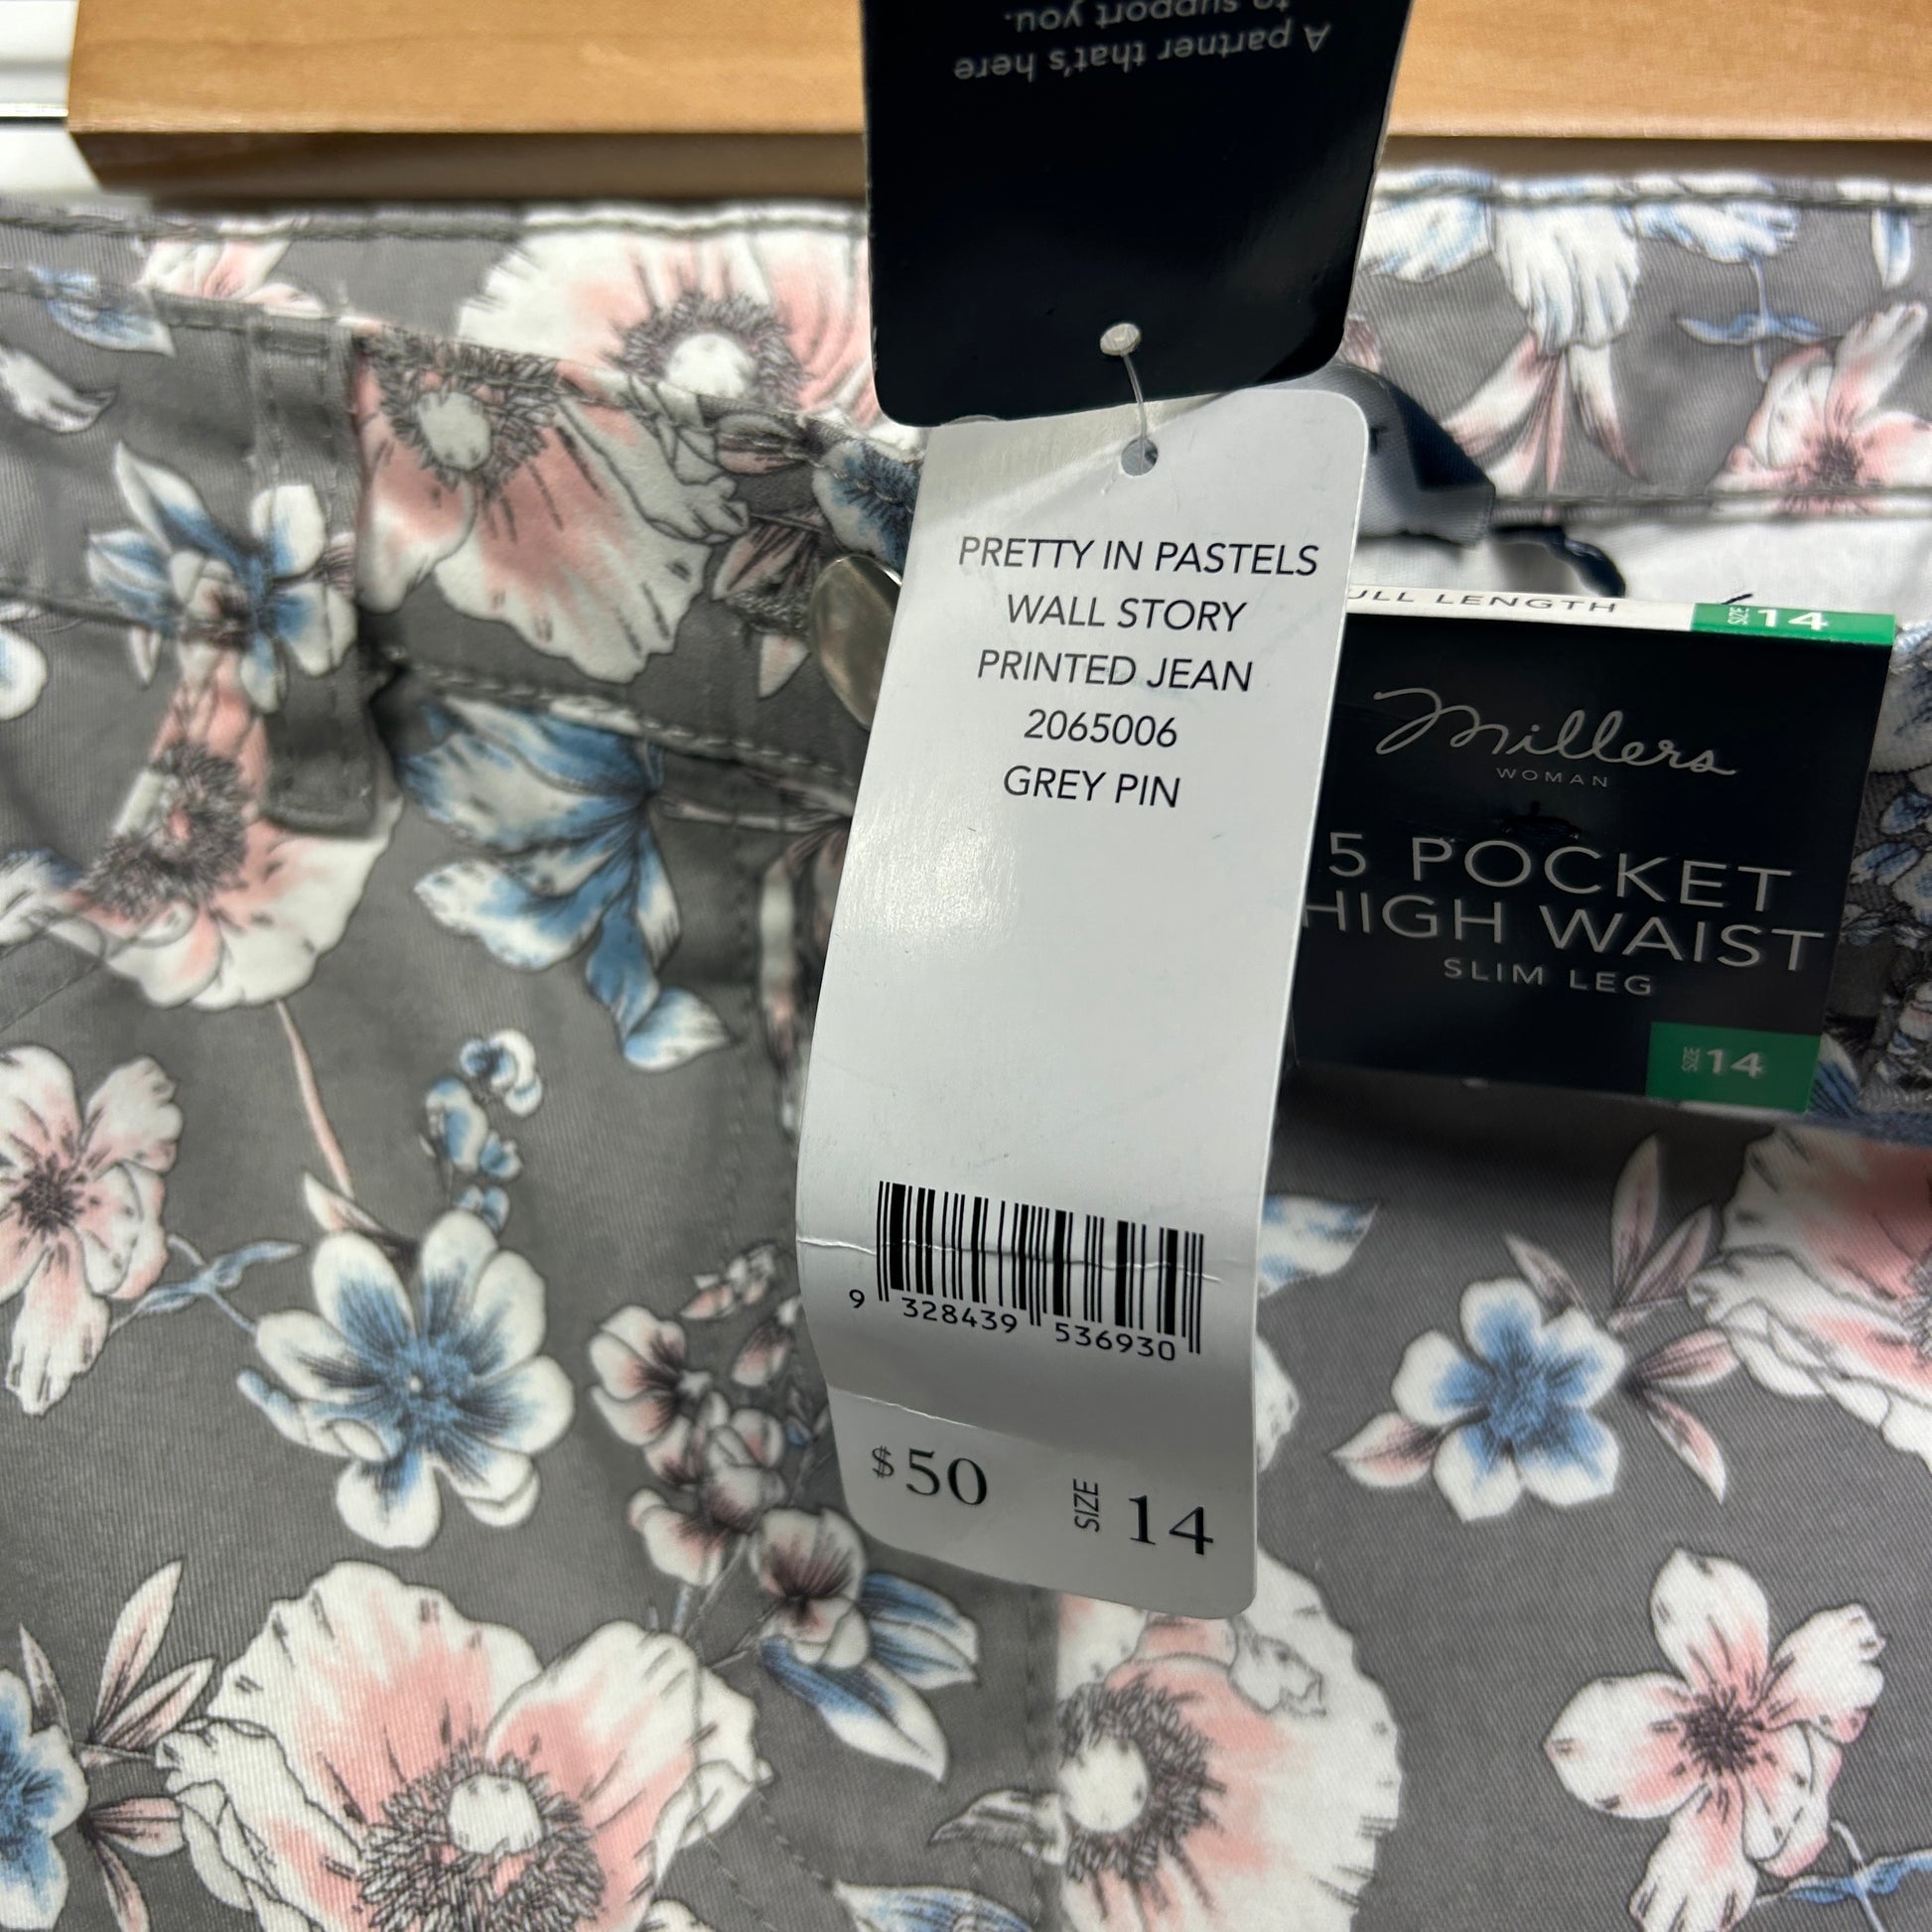 A partner that's here
to support you.
PRETTY IN PASTELS
WALL STORY
PRINTED JEAN
2065006
GREY PIN
9 328439 536930
$50 SIZE 14
LENGTH SIZE 14
Millers
WOMAN
5 POCKET
HIGH WAIST
SLIM LEG
SIZE 14